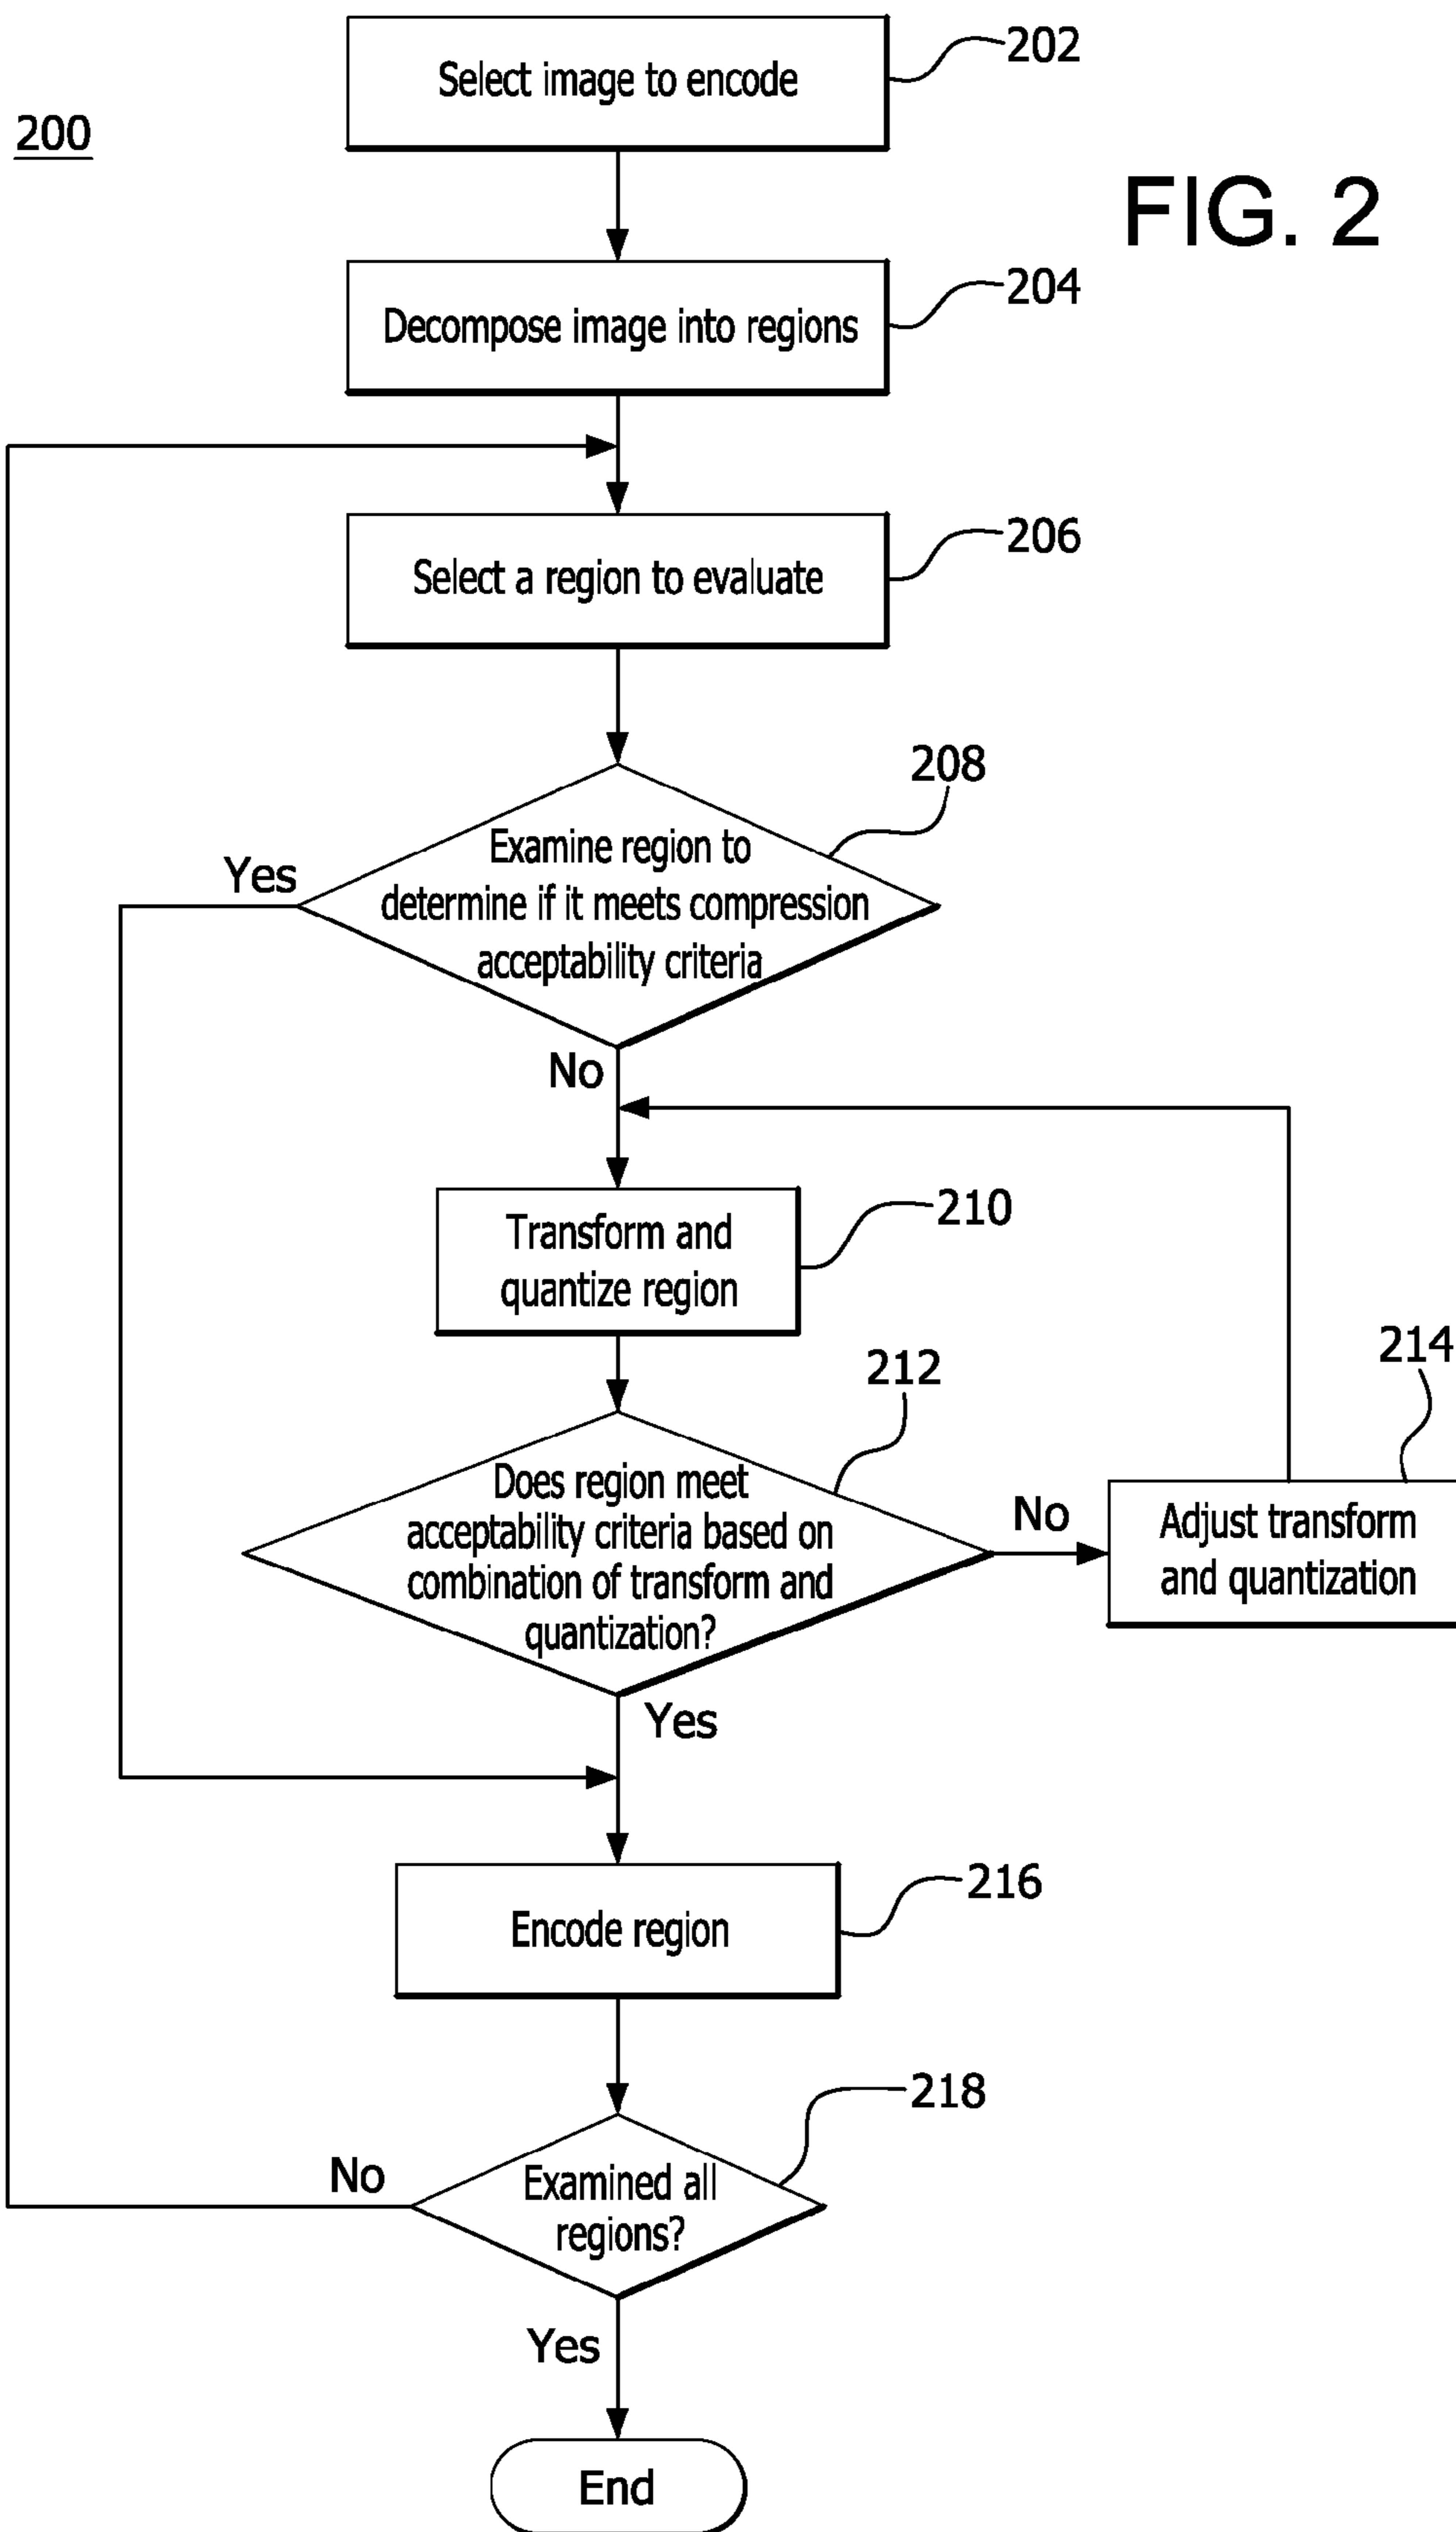 202
Select image to encode
200
FIG. 2
204
Decompose image into regions
206
Select a region to evaluate
208
Examine region to
determine if it meets compression
acceptability criteria
Yes
No
210
Transform and
quantize region
212
214
Does region meet
acceptability criteria based on
combination of transform and
quantization?
No
Adjust transform
and quantization
Yes
216
Encode region
218
No
Examined all
regions?
Yes
End